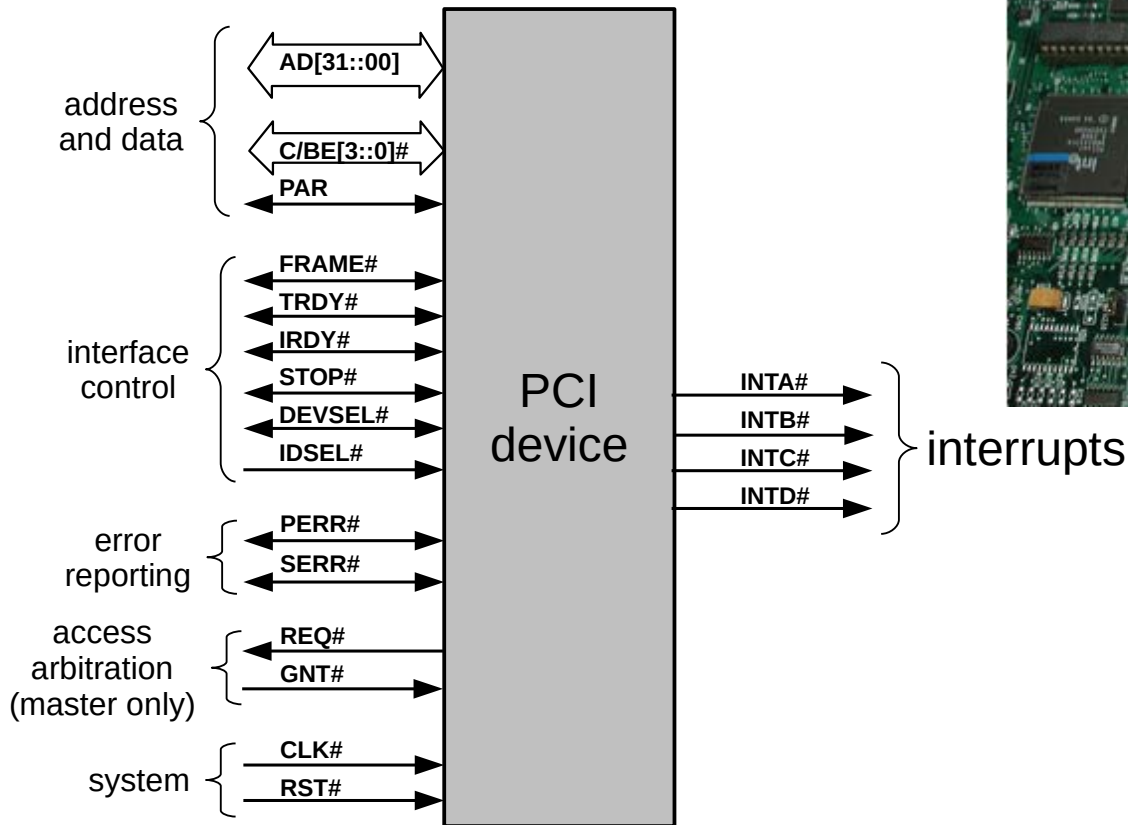 address
and data
AD[31::00]
C/BE[3::0]#
PAR
interface
control
FRAME#
TRDY#
IRDY#
STOP#
DEVSEL#
IDSEL#
error
reporting
PERR#
SERR#
access
arbitration
(master only)
REQ#
GNT#
system
CLK#
RST#
PCI
device
INTA#
INTB#
INTC#
INTD#
interrupts